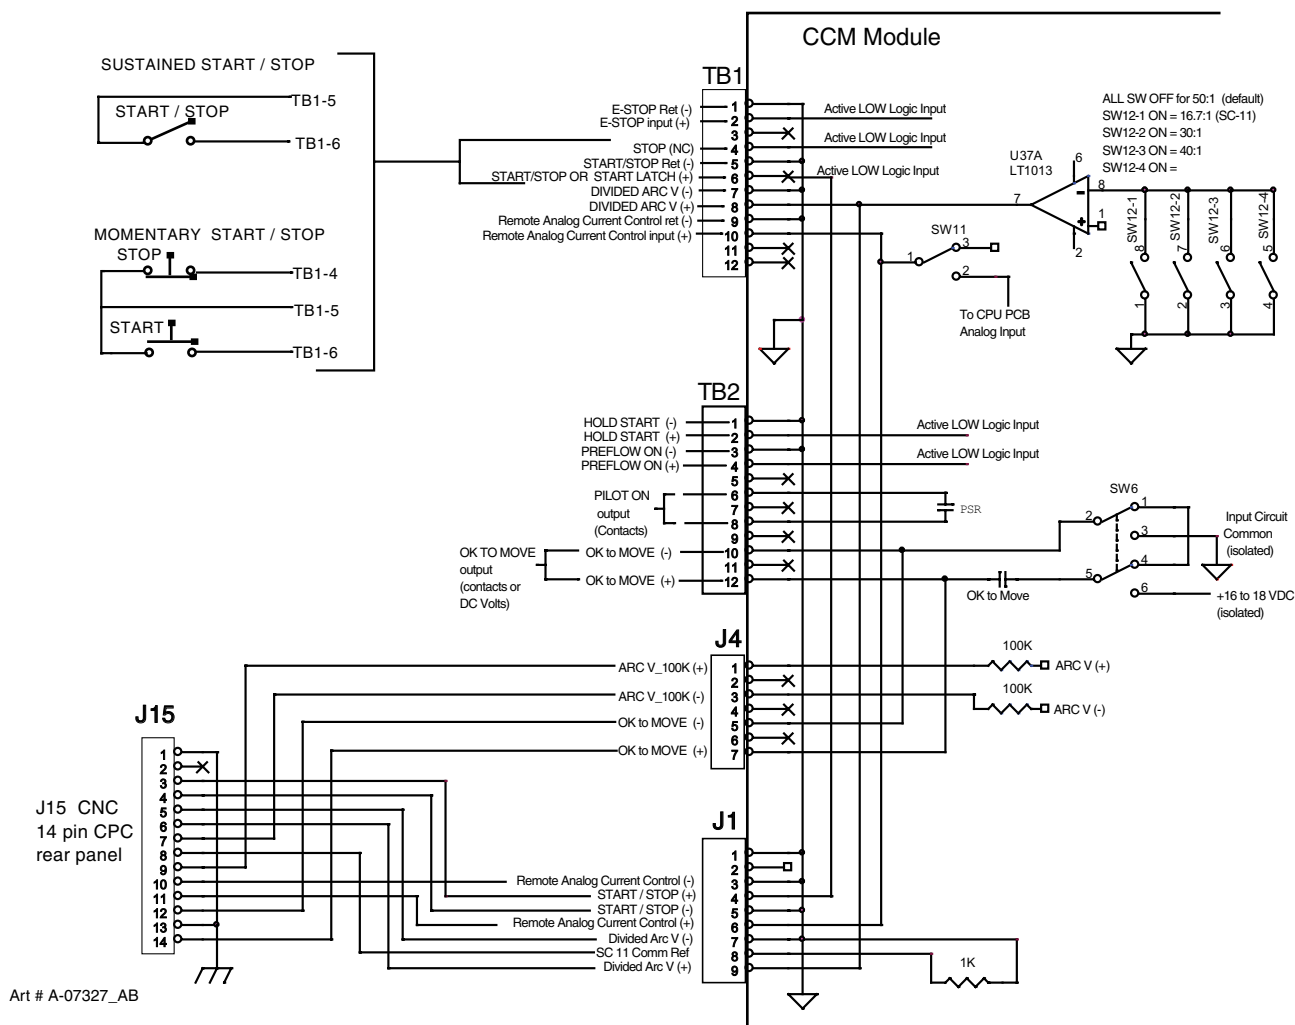 CCM Module
SUSTAINED START / STOP
TB1-5
START / STOP
TB1-6
MOMENTARY START / STOP
STOP
TB1-4
TB1-5
START
TB1-6
TB1
E-STOP Ret (-)
E-STOP input (+)
STOP (NC)
START/STOP Ret (-)
START/STOP OR START LATCH (+)
DIVIDED ARC V (-)
DIVIDED ARC V (+)
Remote Analog Current Control ret (-)
Remote Analog Current Control input (+)
1
2
3
4
5
6
7
8
9
10
11
12
Active LOW Logic Input
Active LOW Logic Input
Active LOW Logic Input
ALL SW OFF for 50:1 (default)
SW12-1 ON = 16.7:1 (SC-11)
SW12-2 ON = 30:1
SW12-3 ON = 40:1
SW12-4 ON =
U37A
LT1013
6
7
8
-
+
1
2
SW12-1
SW12-2
SW12-3
SW12-4
8
7
6
5
1
2
3
4
SW11
1
3
2
To CPU PCB
Analog Input
TB2
HOLD START (-)
HOLD START (+)
PREFLOW ON (-)
PREFLOW ON (+)
PILOT ON
output
(Contacts)
OK TO MOVE
output
(contacts or
DC Volts)
OK to MOVE (-)
OK to MOVE (+)
1
2
3
4
5
6
7
8
9
10
11
12
Active LOW Logic Input
Active LOW Logic Input
PSR
OK to Move
SW6
2
1
3
5
4
6
Input Circuit
Common
(isolated)
+16 to 18 VDC
(isolated)
J4
ARC V_100K (+)
ARC V_100K (-)
OK to MOVE (-)
OK to MOVE (+)
1
2
3
4
5
6
7
100K
ARC V (+)
100K
ARC V (-)
J15
J15 CNC
14 pin CPC
rear panel
1
2
3
4
5
6
7
8
9
10
11
12
13
14
J1
Remote Analog Current Control (-)
START / STOP (+)
START / STOP (-)
Remote Analog Current Control (+)
Divided Arc V (-)
SC 11 Comm Ref
Divided Arc V (+)
1
2
3
4
5
6
7
8
9
1K
Art # A-07327_AB